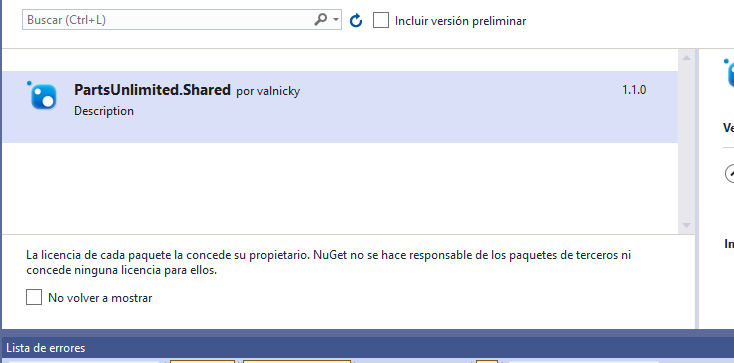 Buscar (Ctrl+L)
Incluir versión preliminar
PartsUnlimited.Shared por valnicky
1.1.0
Description
Ve
In
La licencia de cada paquete la concede su propietario. NuGet no se hace responsable de los paquetes de terceros ni
concede ninguna licencia para ellos.
No volver a mostrar
Lista de errores